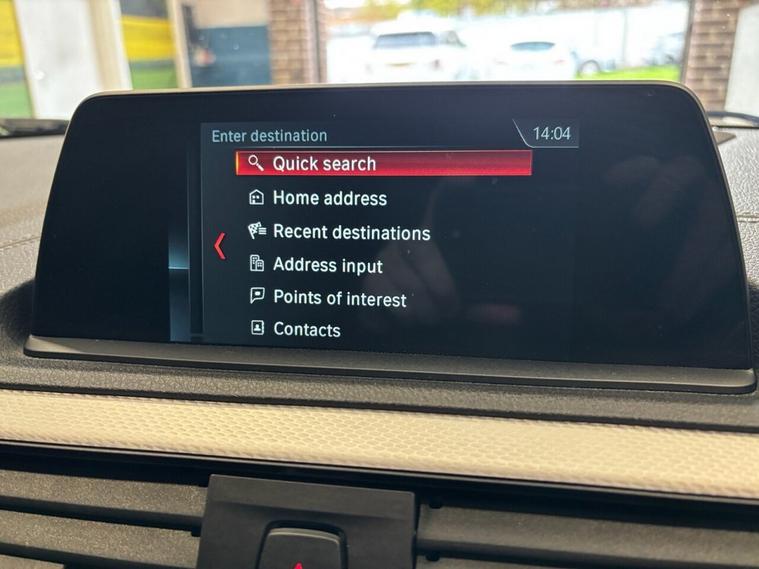 Enter destination
14:04
Quick search
Home address
Recent destinations
Address input
Points of interest
Contacts